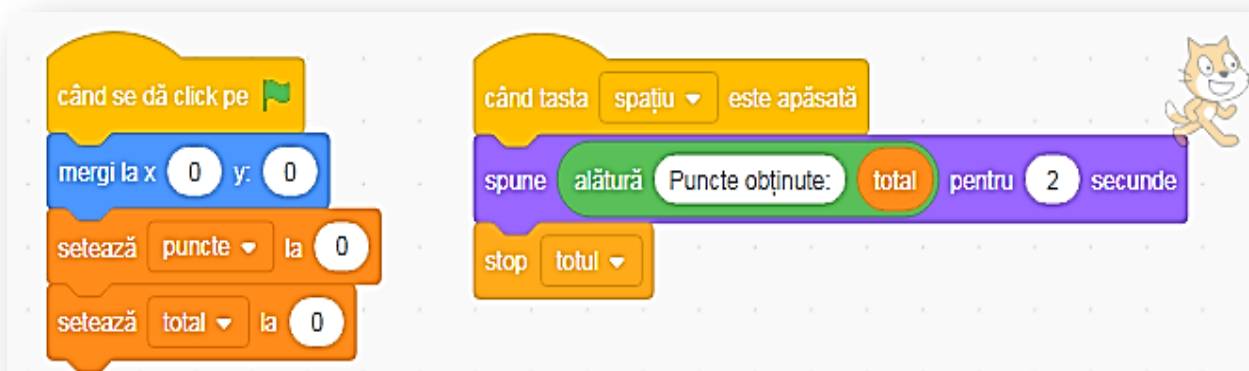 când se dă click pe
mergi la x 0 y: 0
setează puncte la 0
setează total la 0
când tasta spațiu este apăsată
spune alătură Puncte obținute: total pentru 2 secunde
stop totul